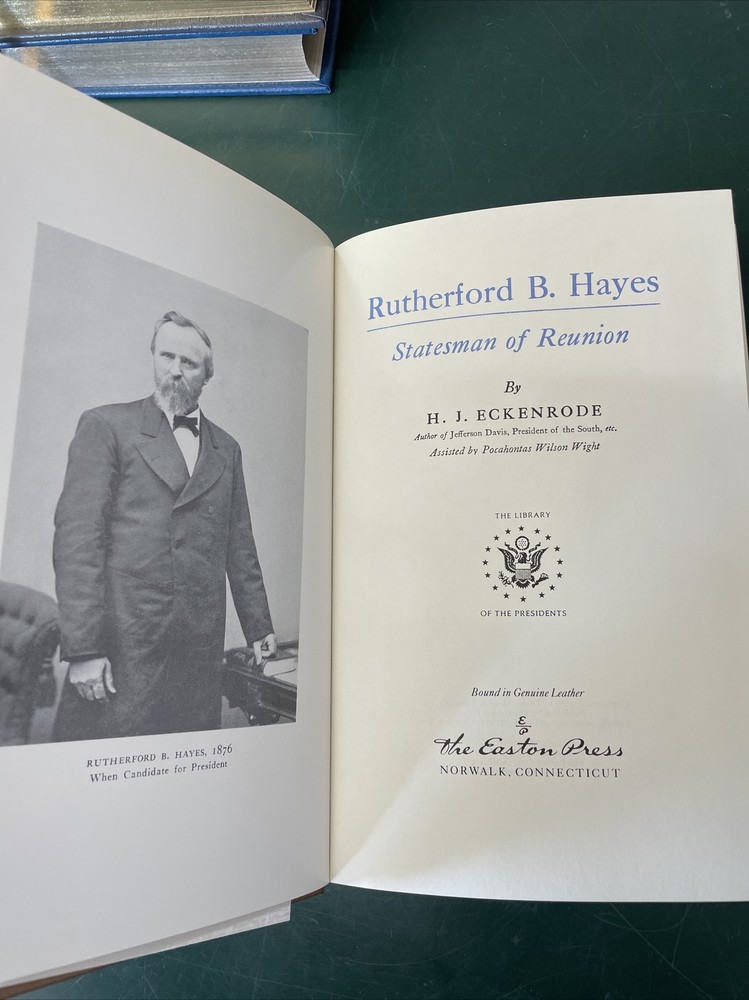 RUTHERFORD B. HAYES, 1876
When Candidate for President
Rutherford B. Hayes
Statesman of Reunion
By
H. J. ECKENRODE
Author of Jefferson Davis, President of the South, etc.
Assisted by Pocahontas Wilson Wight
THE LIBRARY
OF THE PRESIDENTS
Bound in Genuine Leather
E
P
The Easton Press
NORWALK, CONNECTICUT